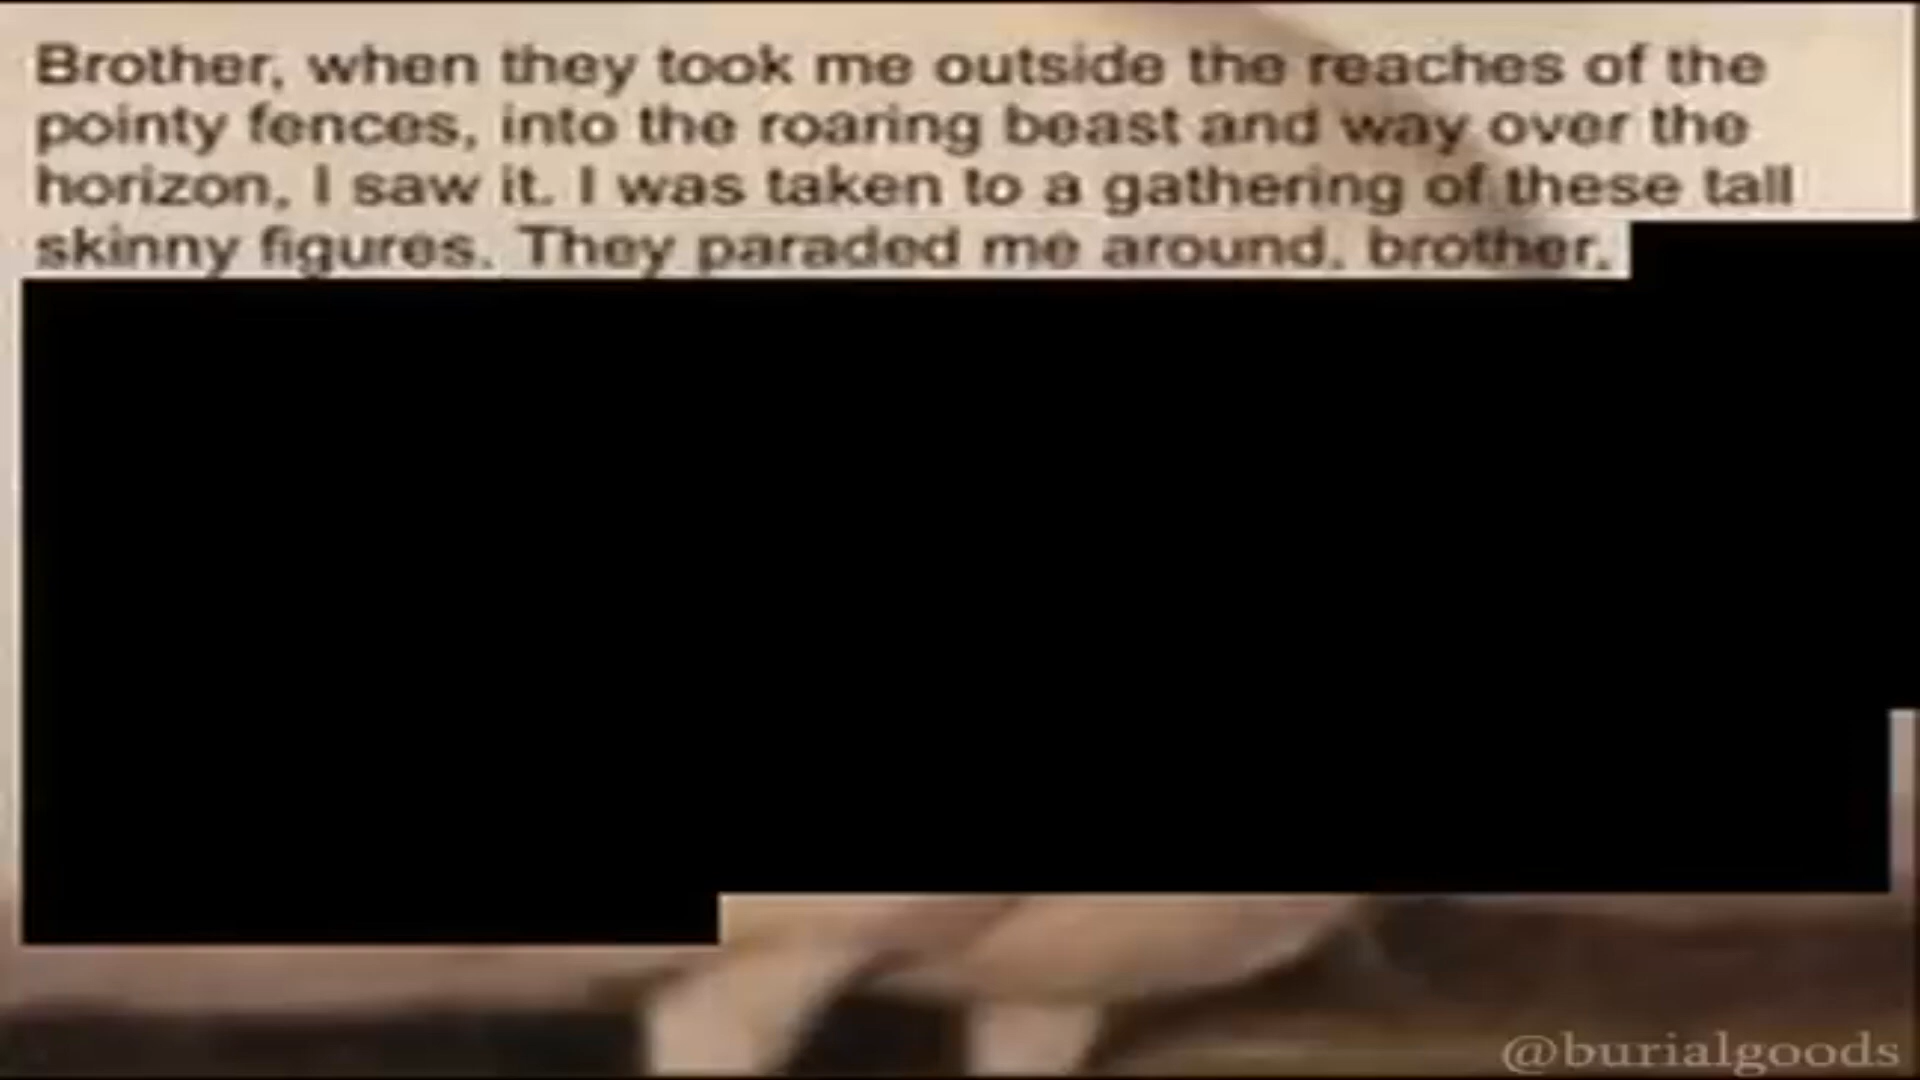 Brother, when they took me outside the reaches of the
pointy fences, into the roaring beast and way over the
horizon, I saw it. I was taken to a gathering of these tall
skinny figures. They paraded me around, brother.
@burialgoods